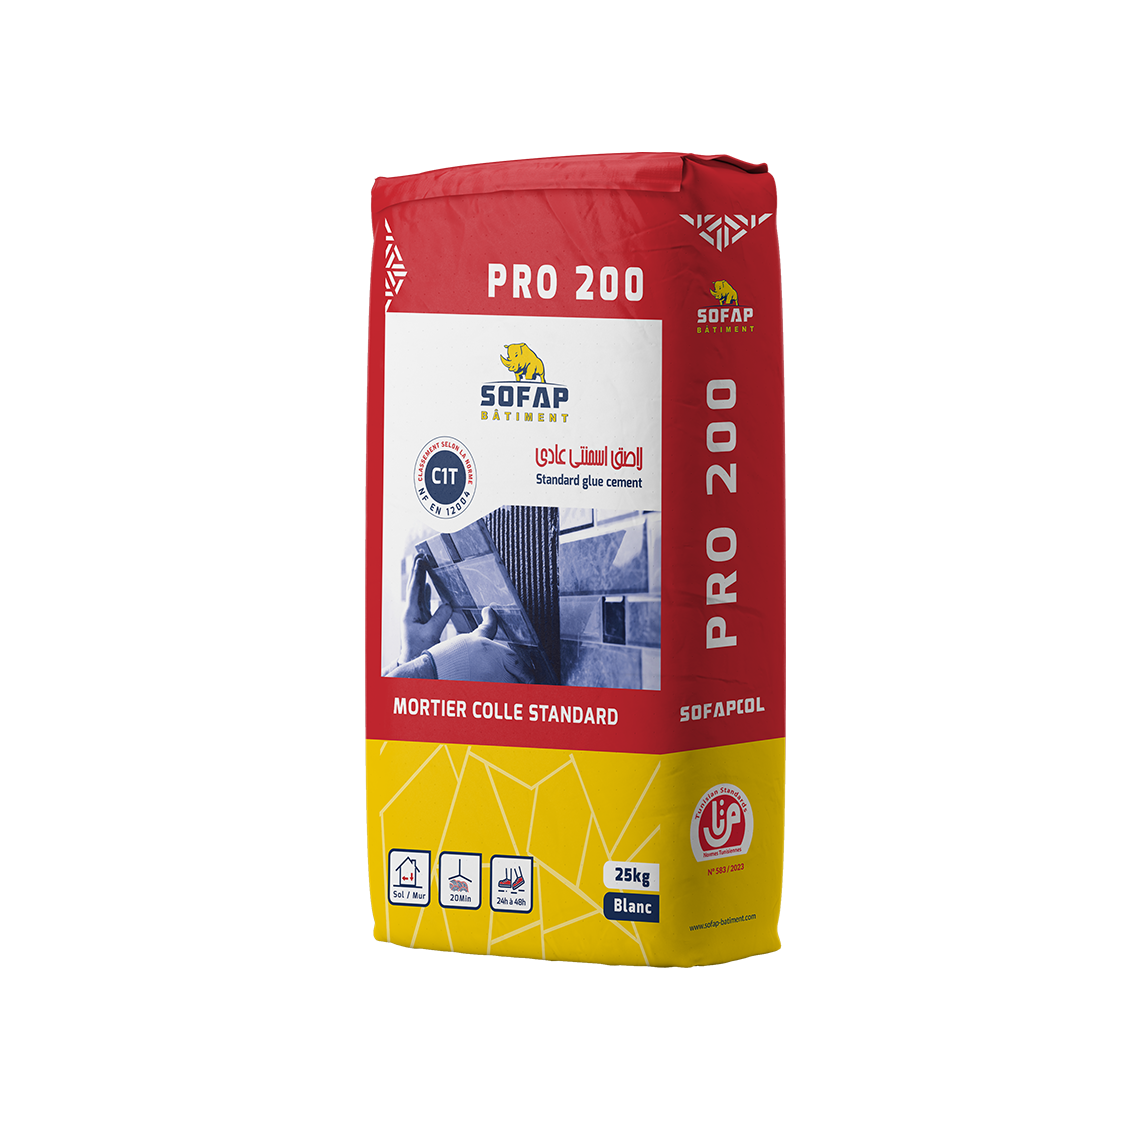 PRO 200
SOFAP
BÂTIMENT
CLASSEMENT SELON LA NORME
C1T
NF EN 12004
لاصق اسمنتي عادي
Standard glue cement
MORTIER COLLE STANDARD
Sol / Mur
20Min
24h à 48h
25kg
Blanc
SOFAP
BÂTIMENT
PRO 200
SOFAPCOL
Tunisian Standards
Normes Tunisiennes
N° 583 / 2023
www.sofap-batiment.com